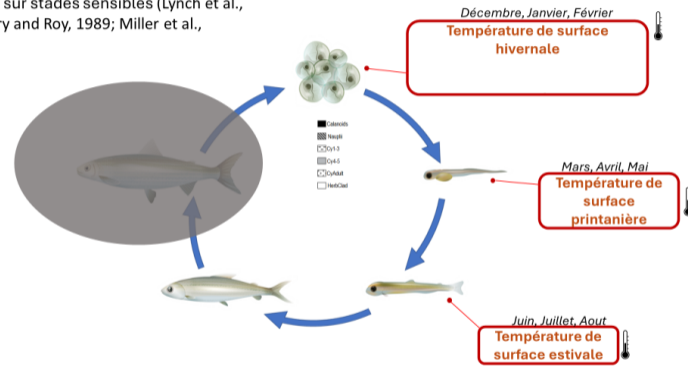 sur stades sensibles (Lynch et al.,
ry and Roy, 1989; Miller et al.,
Décembre, Janvier, Février
Température de surface
hivernale
Calanoids
Nauplii
Cy1-3
Cy4-5
CyAdult
HerbClad
Mars, Avril, Mai
Température de
surface
printanière
Juin, Juillet, Aout
Température de
surface estivale